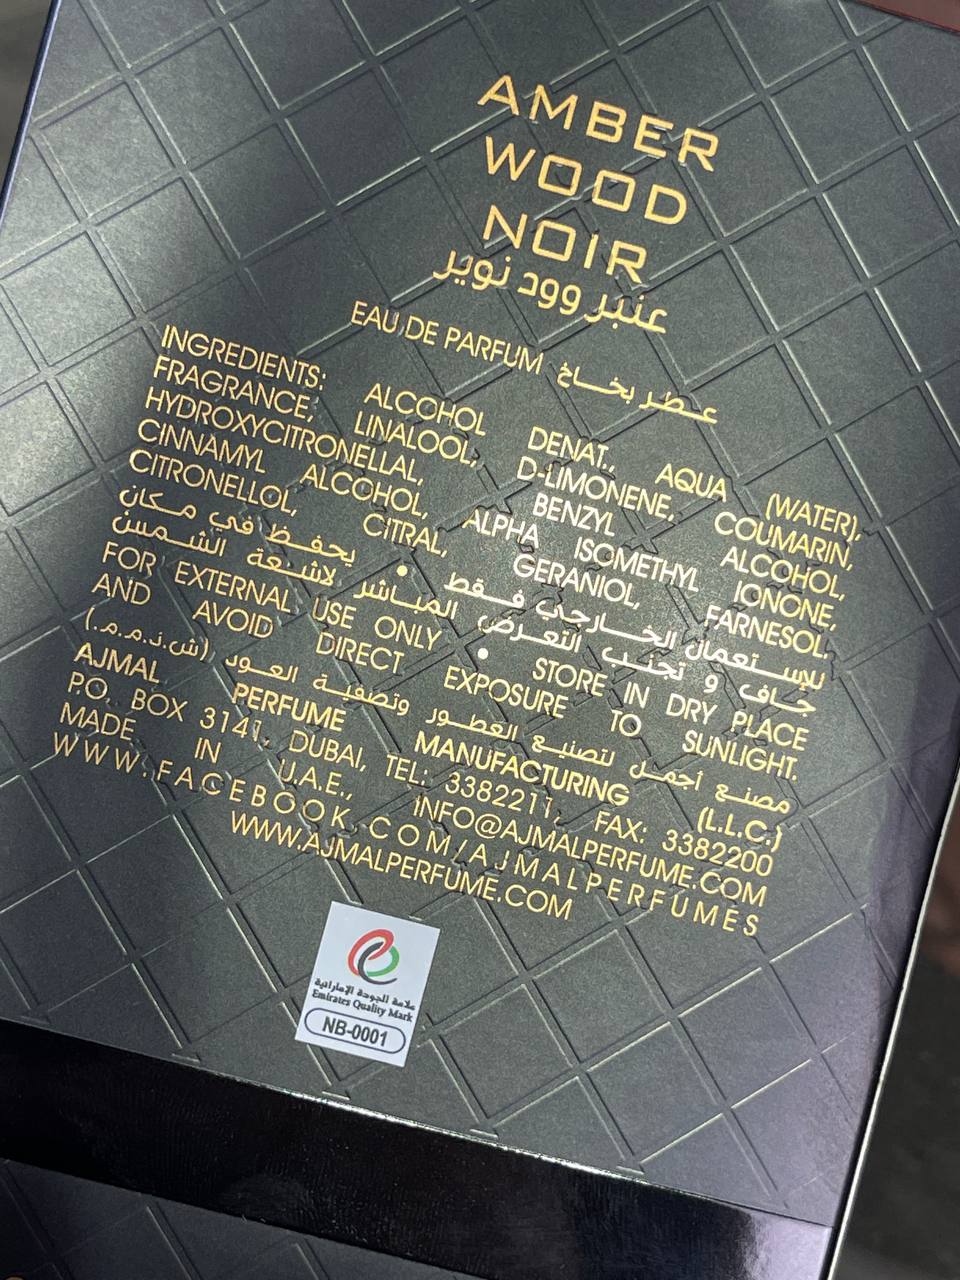 AMBER
WOOD
NOIR
عنبر وود نوير
EAU DE PARFUM عطر بخاخ
INGREDIENTS: ALCOHOL DENAT., AQUA (WATER),
FRAGRANCE, LINALOOL, D-LIMONENE, COUMARIN,
HYDROXYCITRONELLAL, BENZYL ALCOHOL,
CINNAMYL ALCOHOL, ALPHA ISOMETHYL IONONE,
CITRONELLOL, CITRAL, GERANIOL, FARNESOL.
للإستعمال الخارجي فقط • يحفظ في مكان
جاف و تجنب التعرض المباشر لاشعة الشمس
FOR EXTERNAL USE ONLY • STORE IN DRY PLACE
AND AVOID DIRECT EXPOSURE TO SUNLIGHT.
مصنع أجمل لتصنيع العطور وتصفية العود (ش.ذ.م.م.)
AJMAL PERFUME MANUFACTURING (L.L.C.)
P.O. BOX 3141, DUBAI, TEL: 3382211, FAX: 3382200
MADE IN U.A.E., INFO@AJMALPERFUME.COM
WWW.FACEBOOK.COM/AJMALPERFUMES
WWW.AJMALPERFUME.COM
علامة الجودة الإماراتية
Emirates Quality Mark
NB-0001